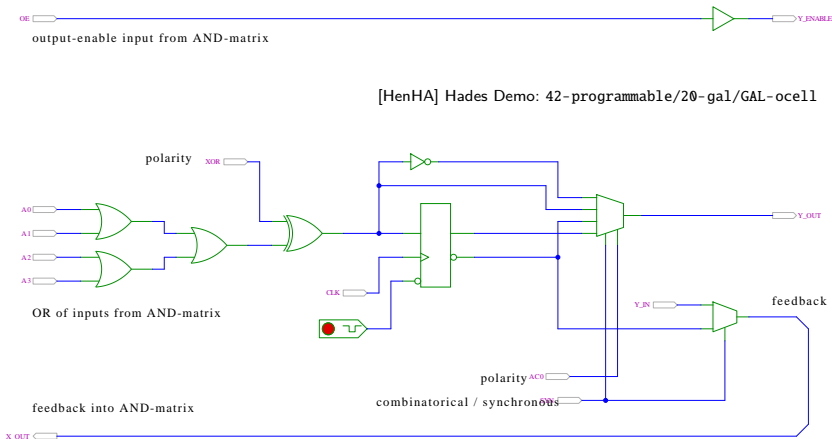 OE
Y_ENABLE
output-enable input from AND-matrix
[HenHA] Hades Demo: 42-programmable/20-gal/GAL-ocell
polarity
XOR
A0
A1
Y_OUT
A2
A3
CLK
Y_IN
feedback
OR of inputs from AND-matrix
polarity
AC0
combinatorical / synchronous
feedback into AND-matrix
X_OUT